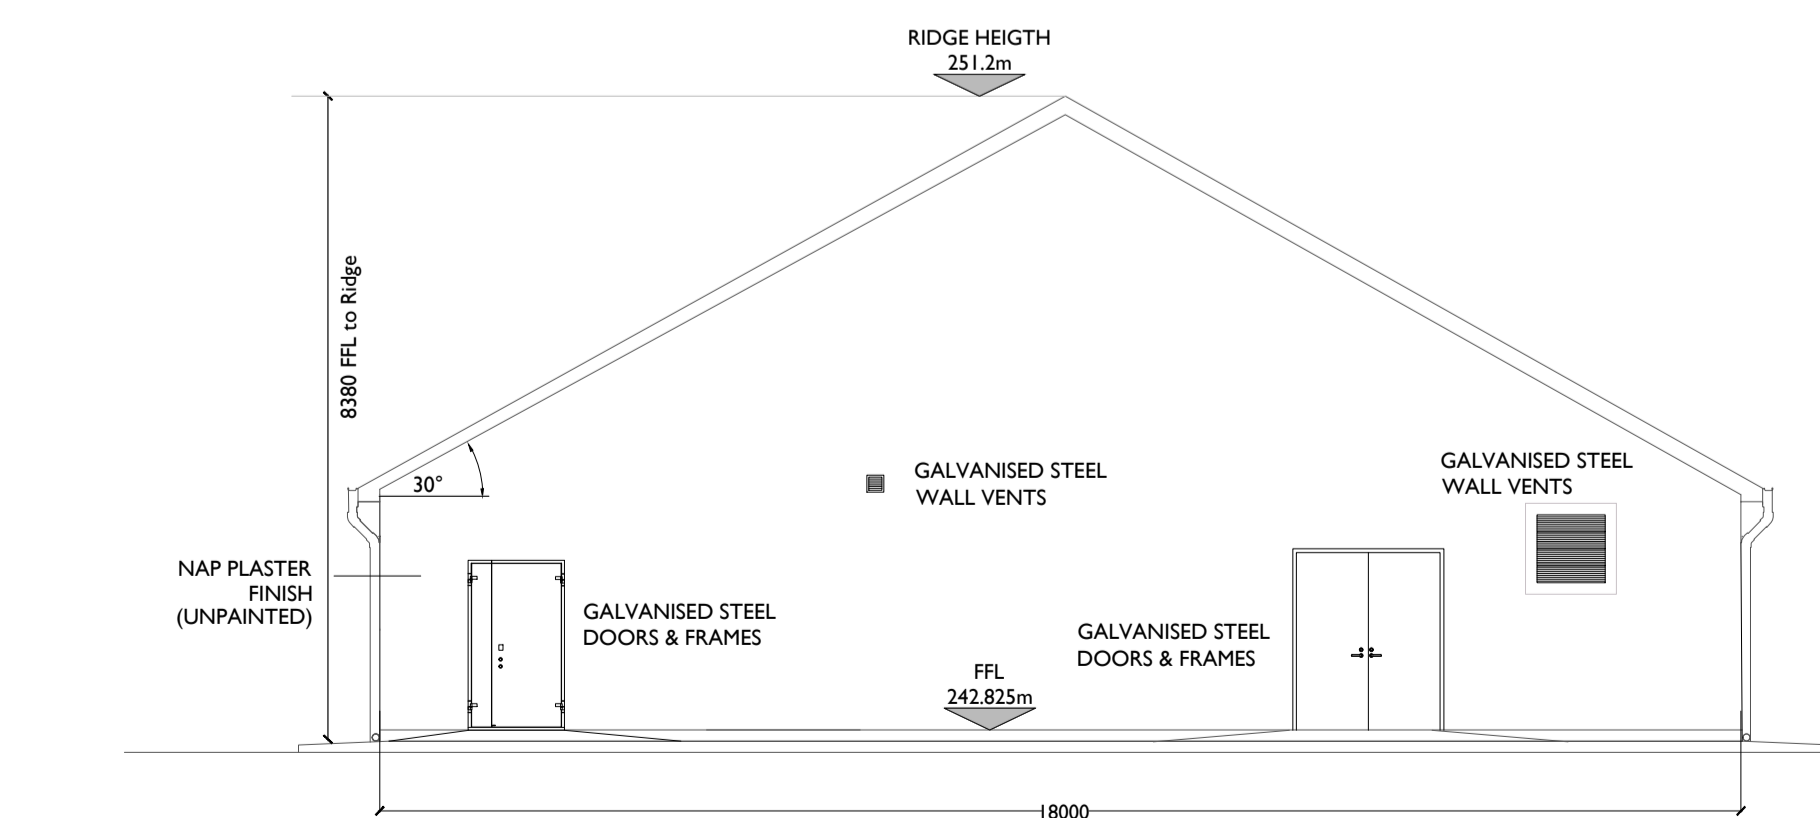 RIDGE HEIGTH
251.2m
8380 FFL to Ridge
30°
GALVANISED STEEL
WALL VENTS
GALVANISED STEEL
WALL VENTS
NAP PLASTER
FINISH
(UNPAINTED)
GALVANISED STEEL
DOORS & FRAMES
GALVANISED STEEL
DOORS & FRAMES
FFL
242.825m
18000